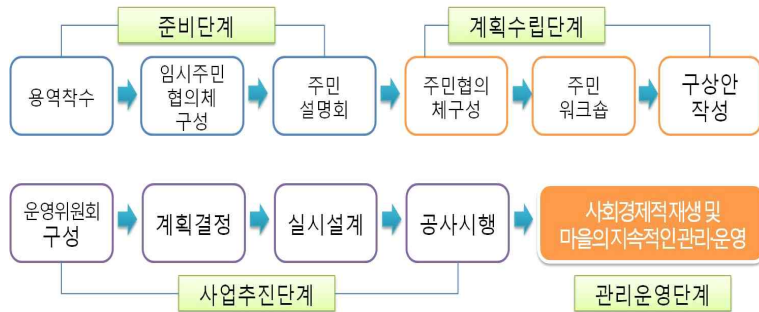 준비단계
계획수립단계
용역착수
임시주민
협의체
구성
주민
설명회
주민협의
체구성
주민
워크숍
구상안
작성
운영위원회
구성
계획결정
실시설계
공사시행
사회경제적재생 및
마을의지속적인관리·운영
사업추진단계
관리운영단계